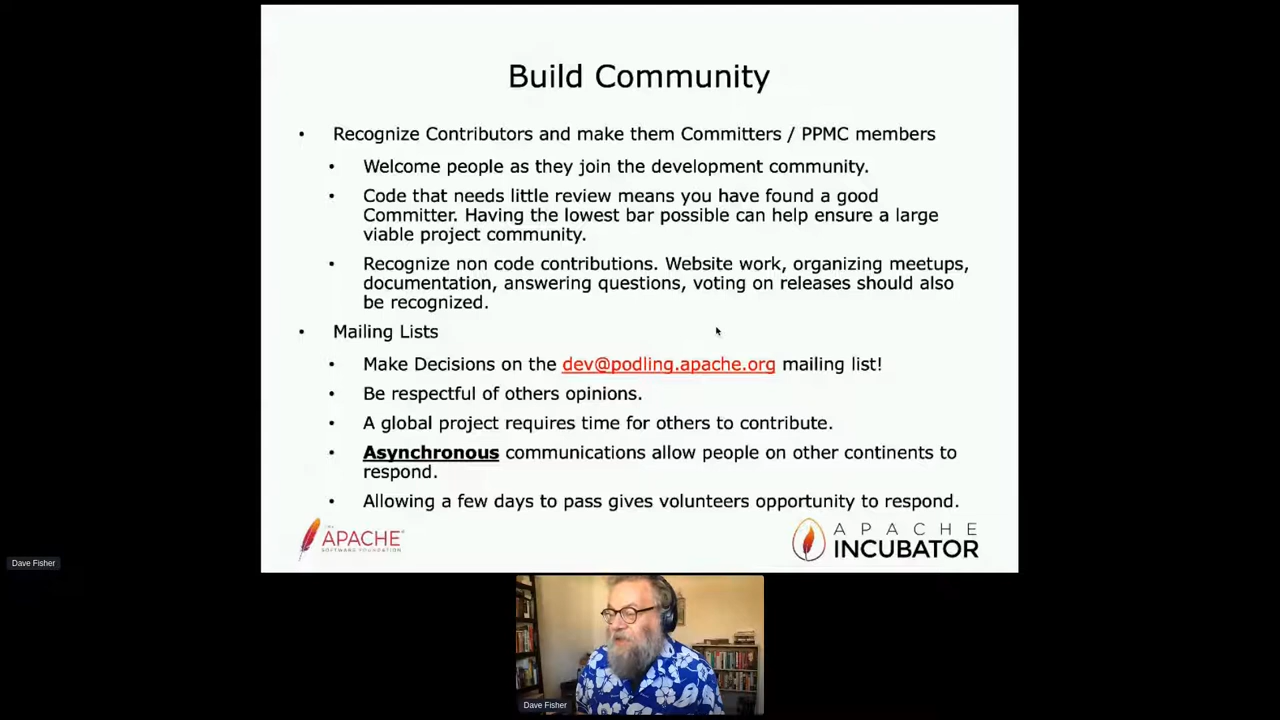 Build Community
• Recognize Contributors and make them Committers / PPMC members
• Welcome people as they join the development community.
• Code that needs little review means you have found a good
Committer. Having the lowest bar possible can help ensure a large
viable project community.
• Recognize non code contributions. Website work, organizing meetups,
documentation, answering questions, voting on releases should also
be recognized.
• Mailing Lists
• Make Decisions on the dev@podling.apache.org mailing list!
• Be respectful of others opinions.
• A global project requires time for others to contribute.
• Asynchronous communications allow people on other continents to
respond.
• Allowing a few days to pass gives volunteers opportunity to respond.
THE
APACHE
SOFTWARE FOUNDATION
APACHE
INCUBATOR
Dave Fisher
Dave Fisher